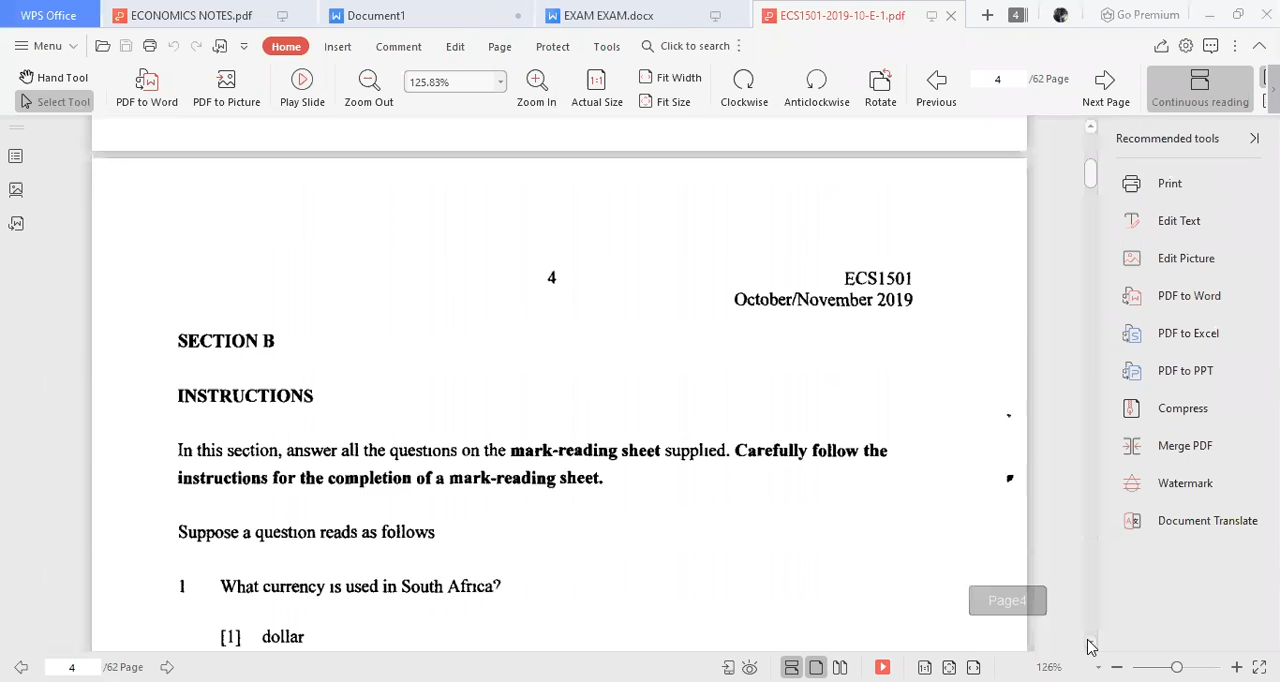 WPS Office ECONOMICS NOTES.pdf Document1 EXAM EXAM.docx ECS1501-2019-10-E-1.pdf 4 Go Premium
Menu Home Insert Comment Edit Page Protect Tools Click to search
Hand Tool 125.83% Fit Width 4 /62 Page
Select Tool PDF to Word PDF to Picture Play Slide Zoom Out Zoom In Actual Size Fit Size Clockwise Anticlockwise Rotate Previous Next Page Continuous reading
Recommended tools
Print
Edit Text
Edit Picture
PDF to Word
PDF to Excel
PDF to PPT
Compress
Merge PDF
Watermark
Document Translate
4 ECS1501
October/November 2019
SECTION B
INSTRUCTIONS
In this section, answer all the questions on the mark-reading sheet supplied. Carefully follow the
instructions for the completion of a mark-reading sheet.
Suppose a question reads as follows
1 What currency is used in South Africa?
[1] dollar
Page4
4 /62 Page 126%